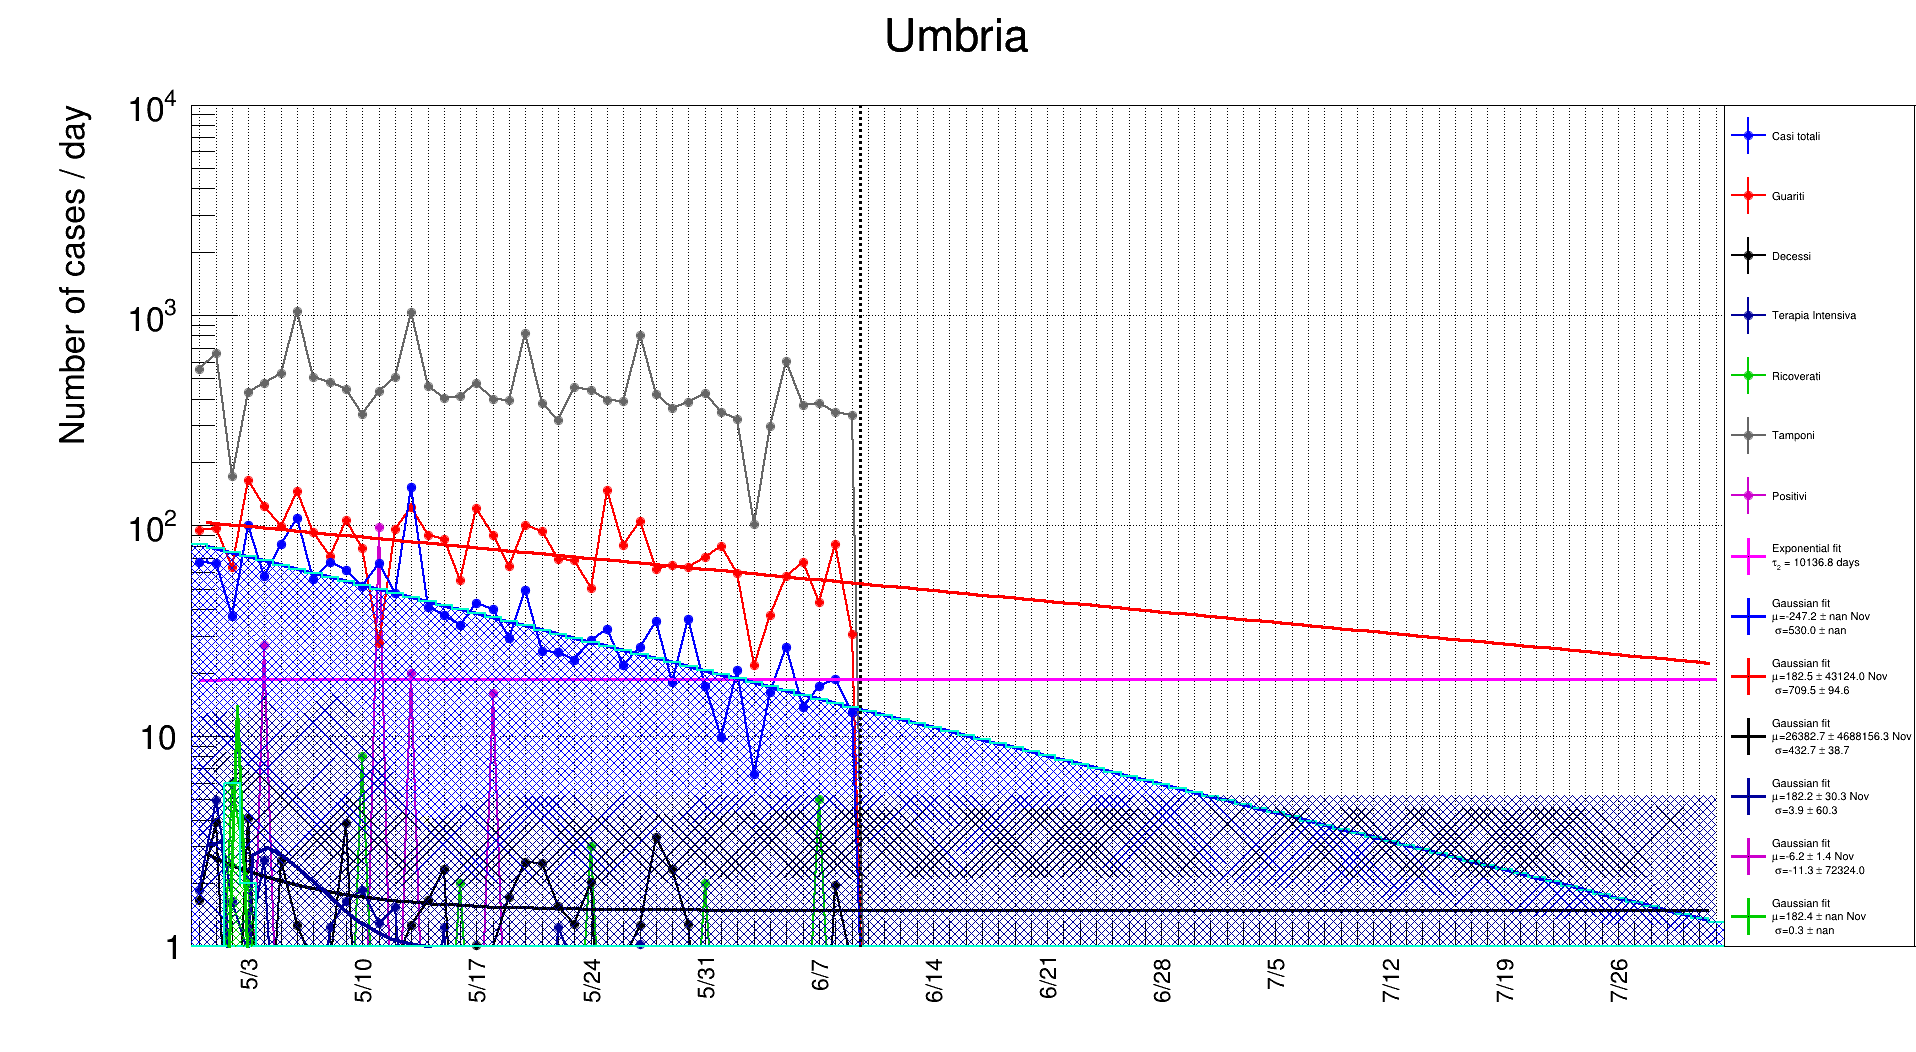 Umbria
Number of cases / day
10^4
10^3
10^2
10
1
5/3
5/10
5/17
5/24
5/31
6/7
6/14
6/21
6/28
7/5
7/12
7/19
7/26
Casi totali
Guariti
Decessi
Terapia Intensiva
Ricoverati
Tamponi
Positivi
Exponential fit
τ₂ = 10136.8 days
Gaussian fit
μ=-247.2 ± nan Nov
σ=530.0 ± nan
Gaussian fit
μ=182.5 ± 43124.0 Nov
σ=709.5 ± 94.6
Gaussian fit
μ=26382.7 ± 4688156.3 Nov
σ=432.7 ± 38.7
Gaussian fit
μ=182.2 ± 30.3 Nov
σ=3.9 ± 60.3
Gaussian fit
μ=-6.2 ± 1.4 Nov
σ=-11.3 ± 72324.0
Gaussian fit
μ=182.4 ± nan Nov
σ=0.3 ± nan